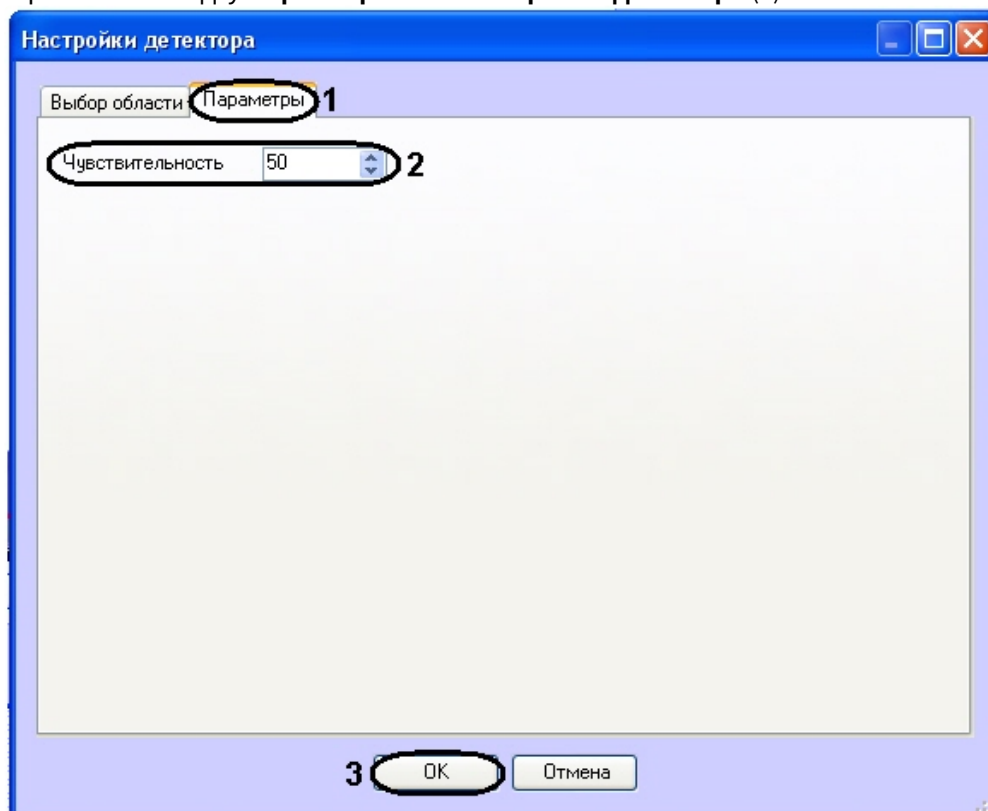 Настройки детектора
Выбор области Параметры 1
Чувствительность 50 2
3 OK Отмена